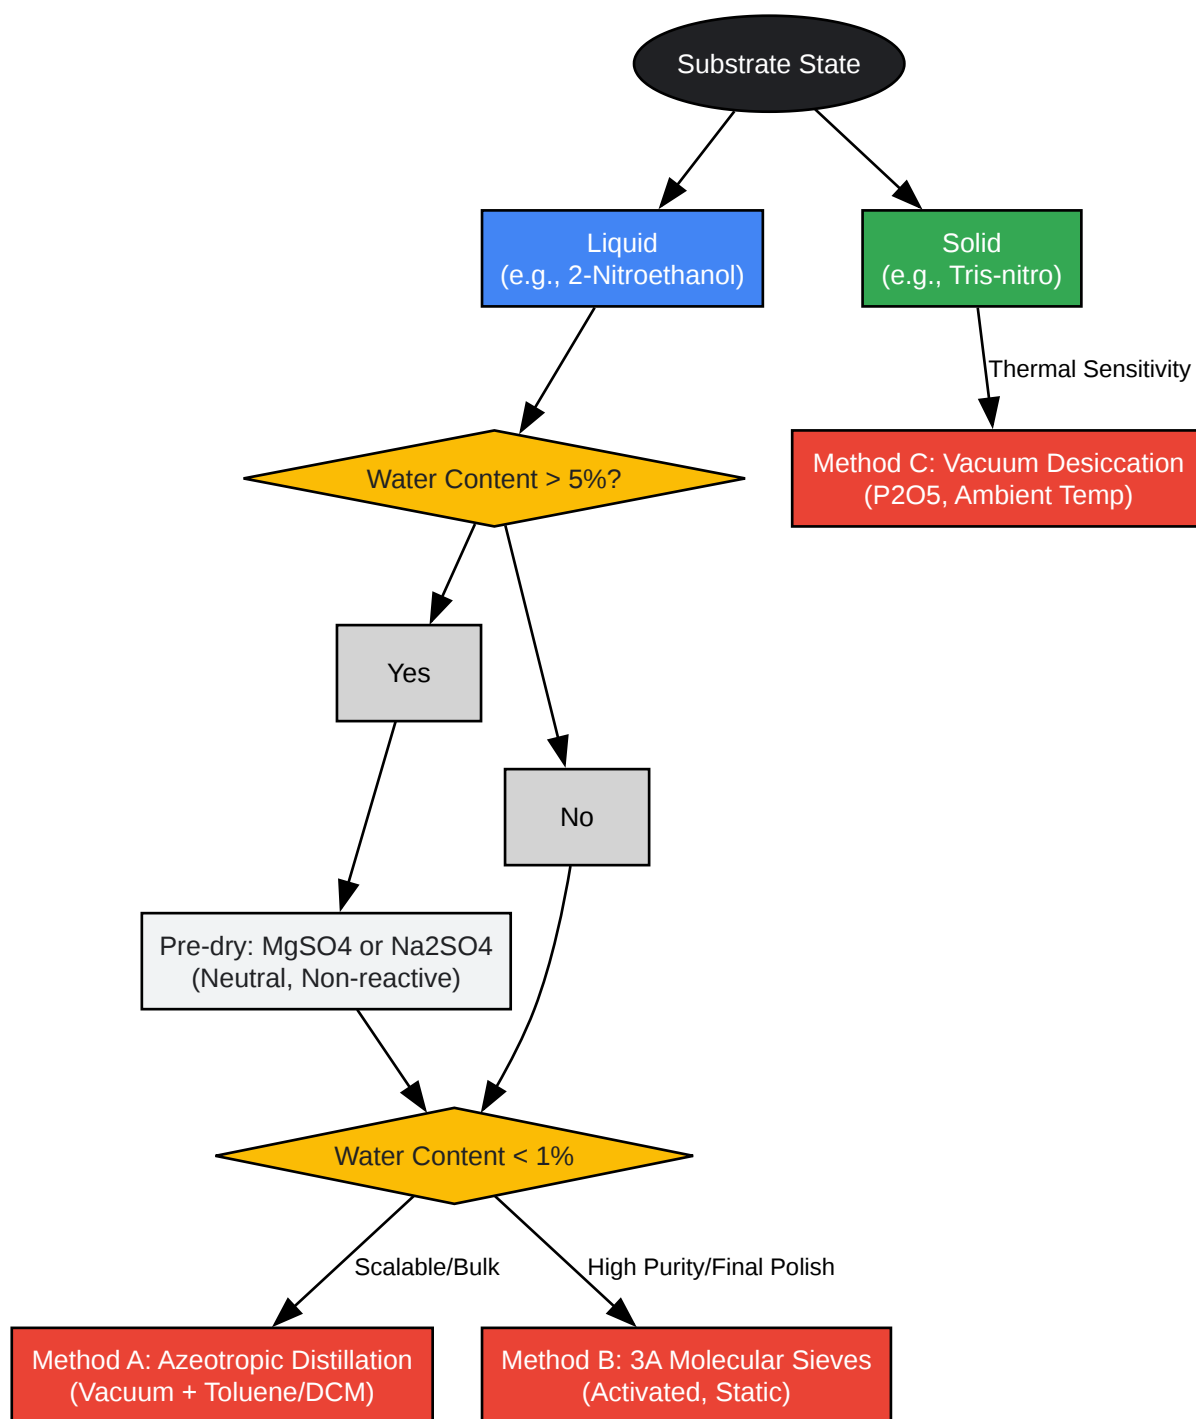 Substrate State
Liquid
(e.g., 2-Nitroethanol)
Solid
(e.g., Tris-nitro)
Thermal Sensitivity
Water Content > 5%?
Method C: Vacuum Desiccation
(P2O5, Ambient Temp)
Yes
No
Pre-dry: MgSO4 or Na2SO4
(Neutral, Non-reactive)
Water Content < 1%
Scalable/Bulk
High Purity/Final Polish
Method A: Azeotropic Distillation
(Vacuum + Toluene/DCM)
Method B: 3A Molecular Sieves
(Activated, Static)